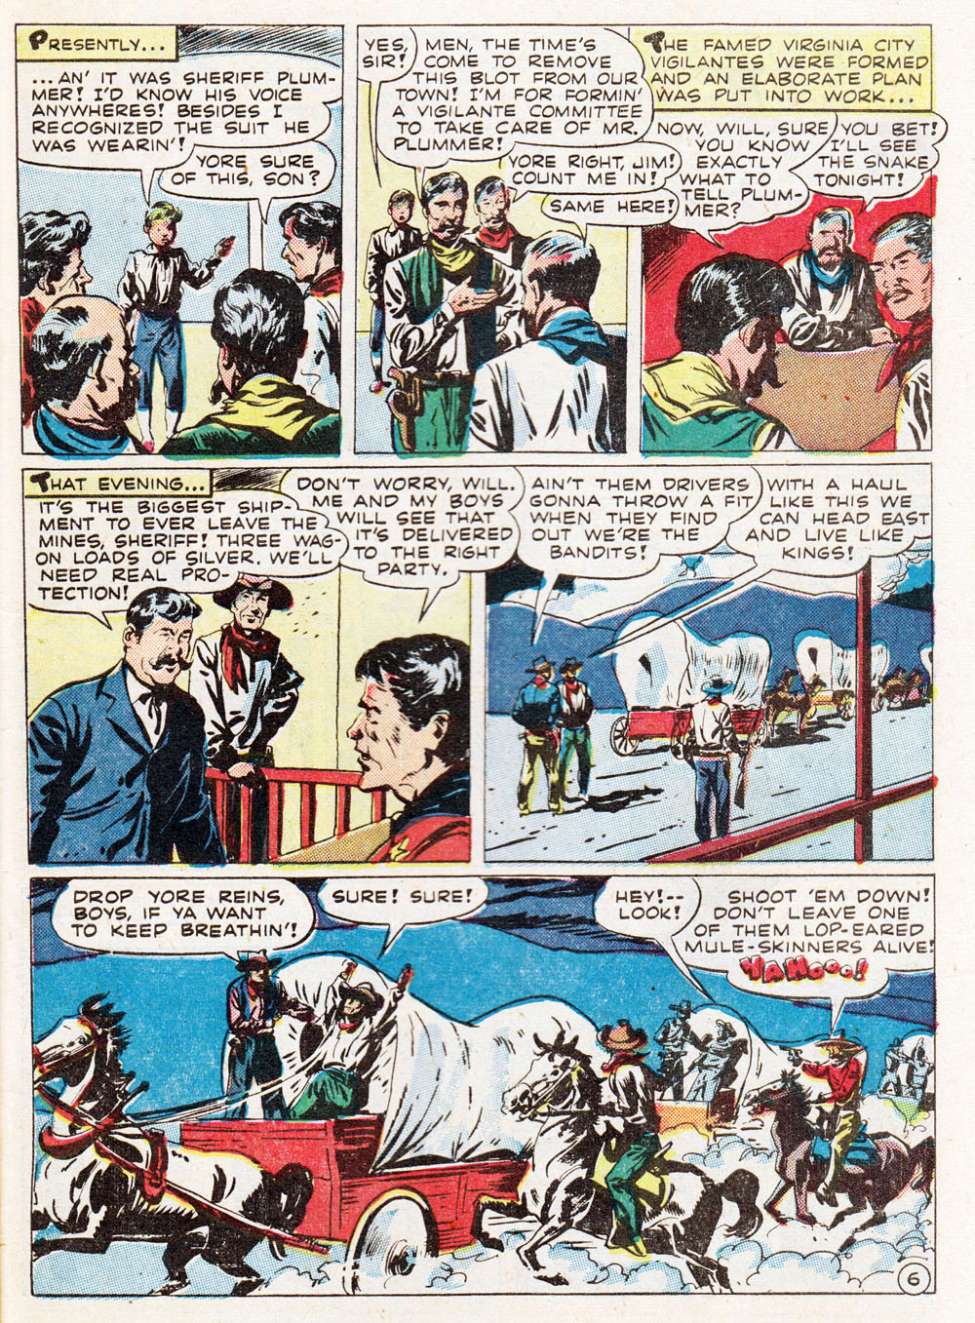 PRESENTLY...
...AN' IT WAS SHERIFF PLUM-
MER! I'D KNOW HIS VOICE
ANYWHERES! BESIDES I
RECOGNIZED THE SUIT HE
WAS WEARIN'!
YORE SURE
OF THIS, SON?
YES,
SIR!
MEN, THE TIME'S
COME TO REMOVE
THIS BLOT FROM OUR
TOWN! I'M FOR FORMIN'
A VIGILANTE COMMITTEE
TO TAKE CARE OF MR.
PLUMMER!
YORE RIGHT, JIM!
COUNT ME IN!
SAME HERE!
THE FAMED VIRGINIA CITY
VIGILANTES WERE FORMED
AND AN ELABORATE PLAN
WAS PUT INTO WORK...
NOW, WILL, SURE
YOU KNOW
EXACTLY
WHAT TO
TELL PLUM-
MER?
YOU BET!
I'LL SEE
THE SNAKE
TONIGHT!
THAT EVENING...
IT'S THE BIGGEST SHIP-
MENT TO EVER LEAVE THE
MINES, SHERIFF! THREE WAG-
ON LOADS OF SILVER. WE'LL
NEED REAL PRO-
TECTION!
DON'T WORRY, WILL.
ME AND MY BOYS
WILL SEE THAT
IT'S DELIVERED
TO THE RIGHT
PARTY.
AIN'T THEM DRIVERS
GONNA THROW A FIT
WHEN THEY FIND
OUT WE'RE THE
BANDITS!
WITH A HAUL
LIKE THIS WE
CAN HEAD EAST
AND LIVE LIKE
KINGS!
DROP YORE REINS,
BOYS, IF YA WANT
TO KEEP BREATHIN'!
SURE! SURE!
HEY!--
LOOK!
SHOOT 'EM DOWN!
DON'T LEAVE ONE
OF THEM LOP-EARED
MULE-SKINNERS ALIVE!
YAHOOO!
6